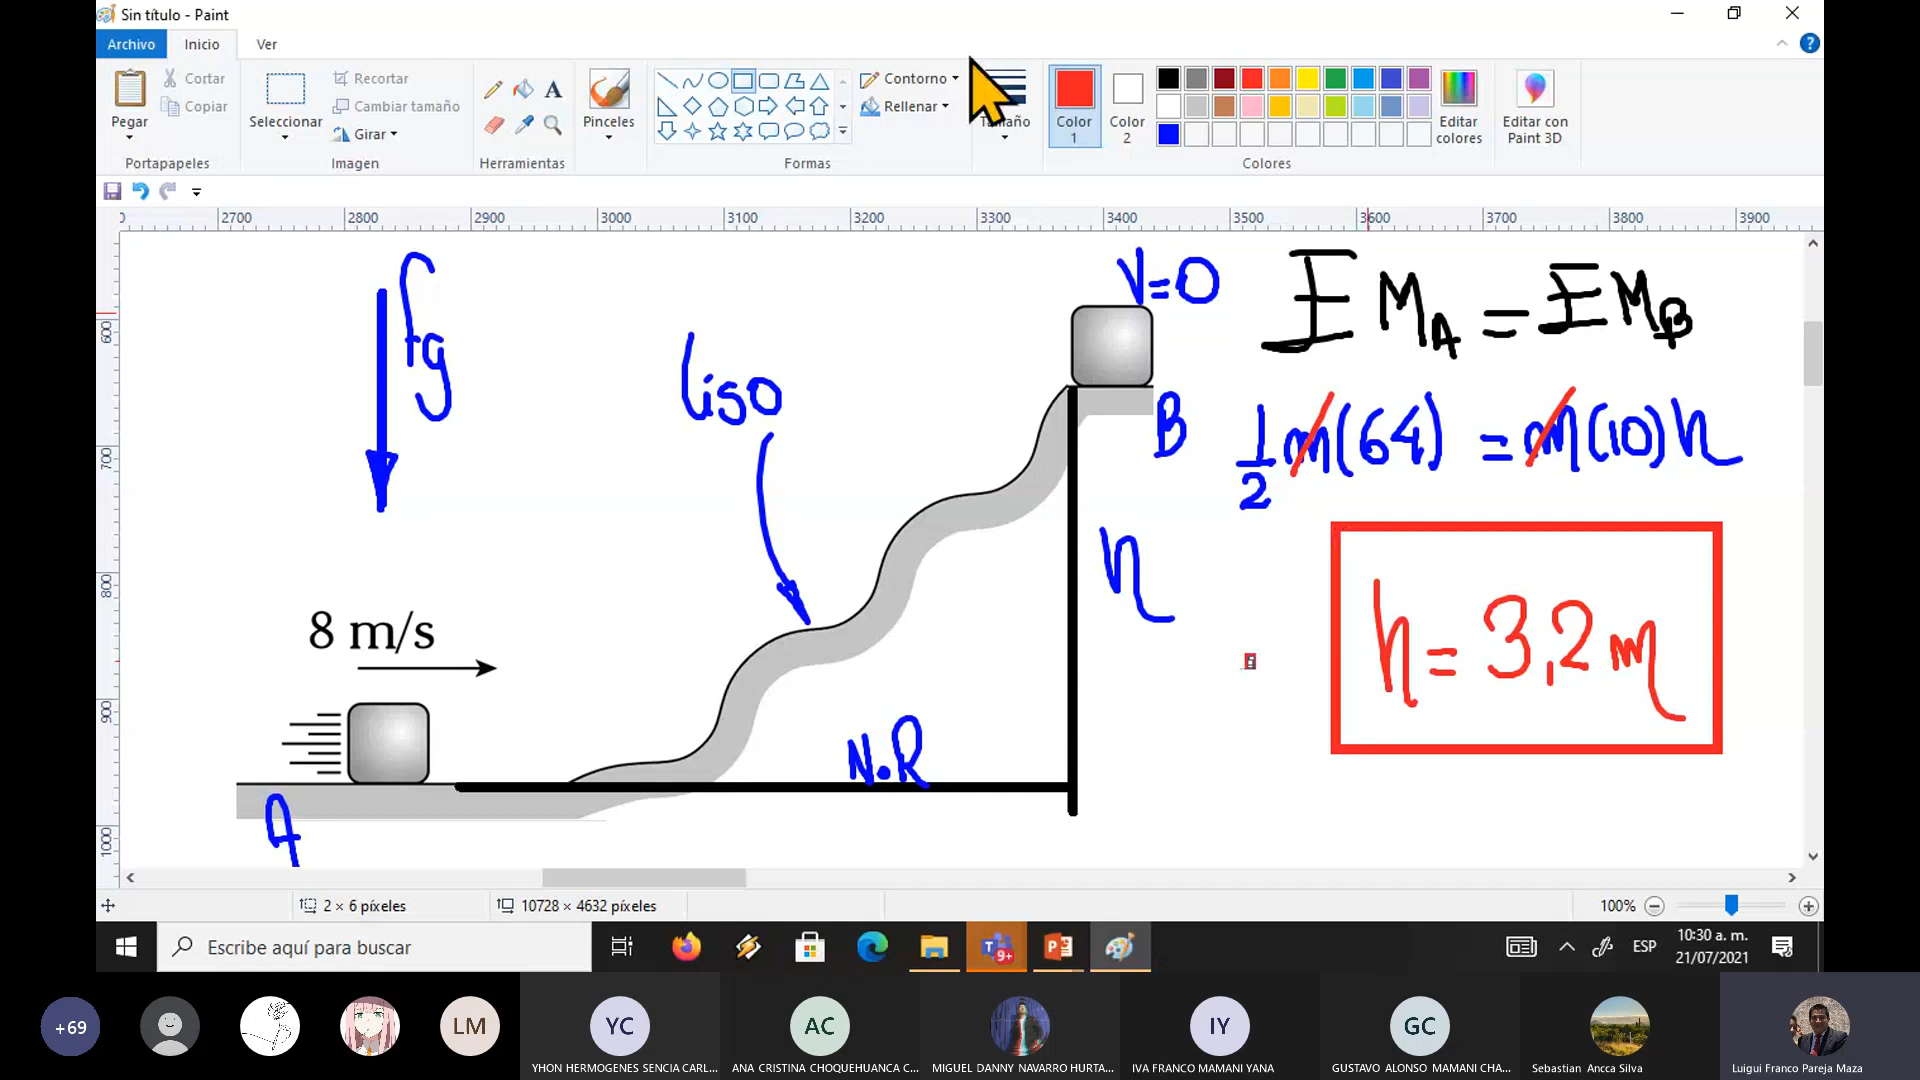 Sin título - Paint
Archivo Inicio Ver
Pegar
Cortar
Copiar
Portapapeles
Seleccionar
Recortar
Cambiar tamaño
Girar
Imagen
Herramientas
Pinceles
Contorno
Rellenar
Formas
Tamaño
Color 1
Color 2
Editar colores
Colores
Editar con Paint 3D
2700 2800 2900 3000 3100 3200 3300 3400 3500 3600 3700 3800 3900
600
700
800
900
1000
fg
liso
V=0
B
EM_A = EM_B
1/2 m(64) = m(10)h
h
h = 3,2 m
8 m/s
N.R
A
2 × 6 píxeles
10728 × 4632 píxeles
100%
Escribe aquí para buscar
9+
ESP
10:30 a. m.
21/07/2021
+69
LM
YC
AC
IY
GC
YHON HERMOGENES SENCIA CARL...
ANA CRISTINA CHOQUEHUANCA C...
MIGUEL DANNY NAVARRO HURTA...
IVA FRANCO MAMANI YANA
GUSTAVO ALONSO MAMANI CHA...
Sebastian Ancca Silva
Luigui Franco Pareja Maza